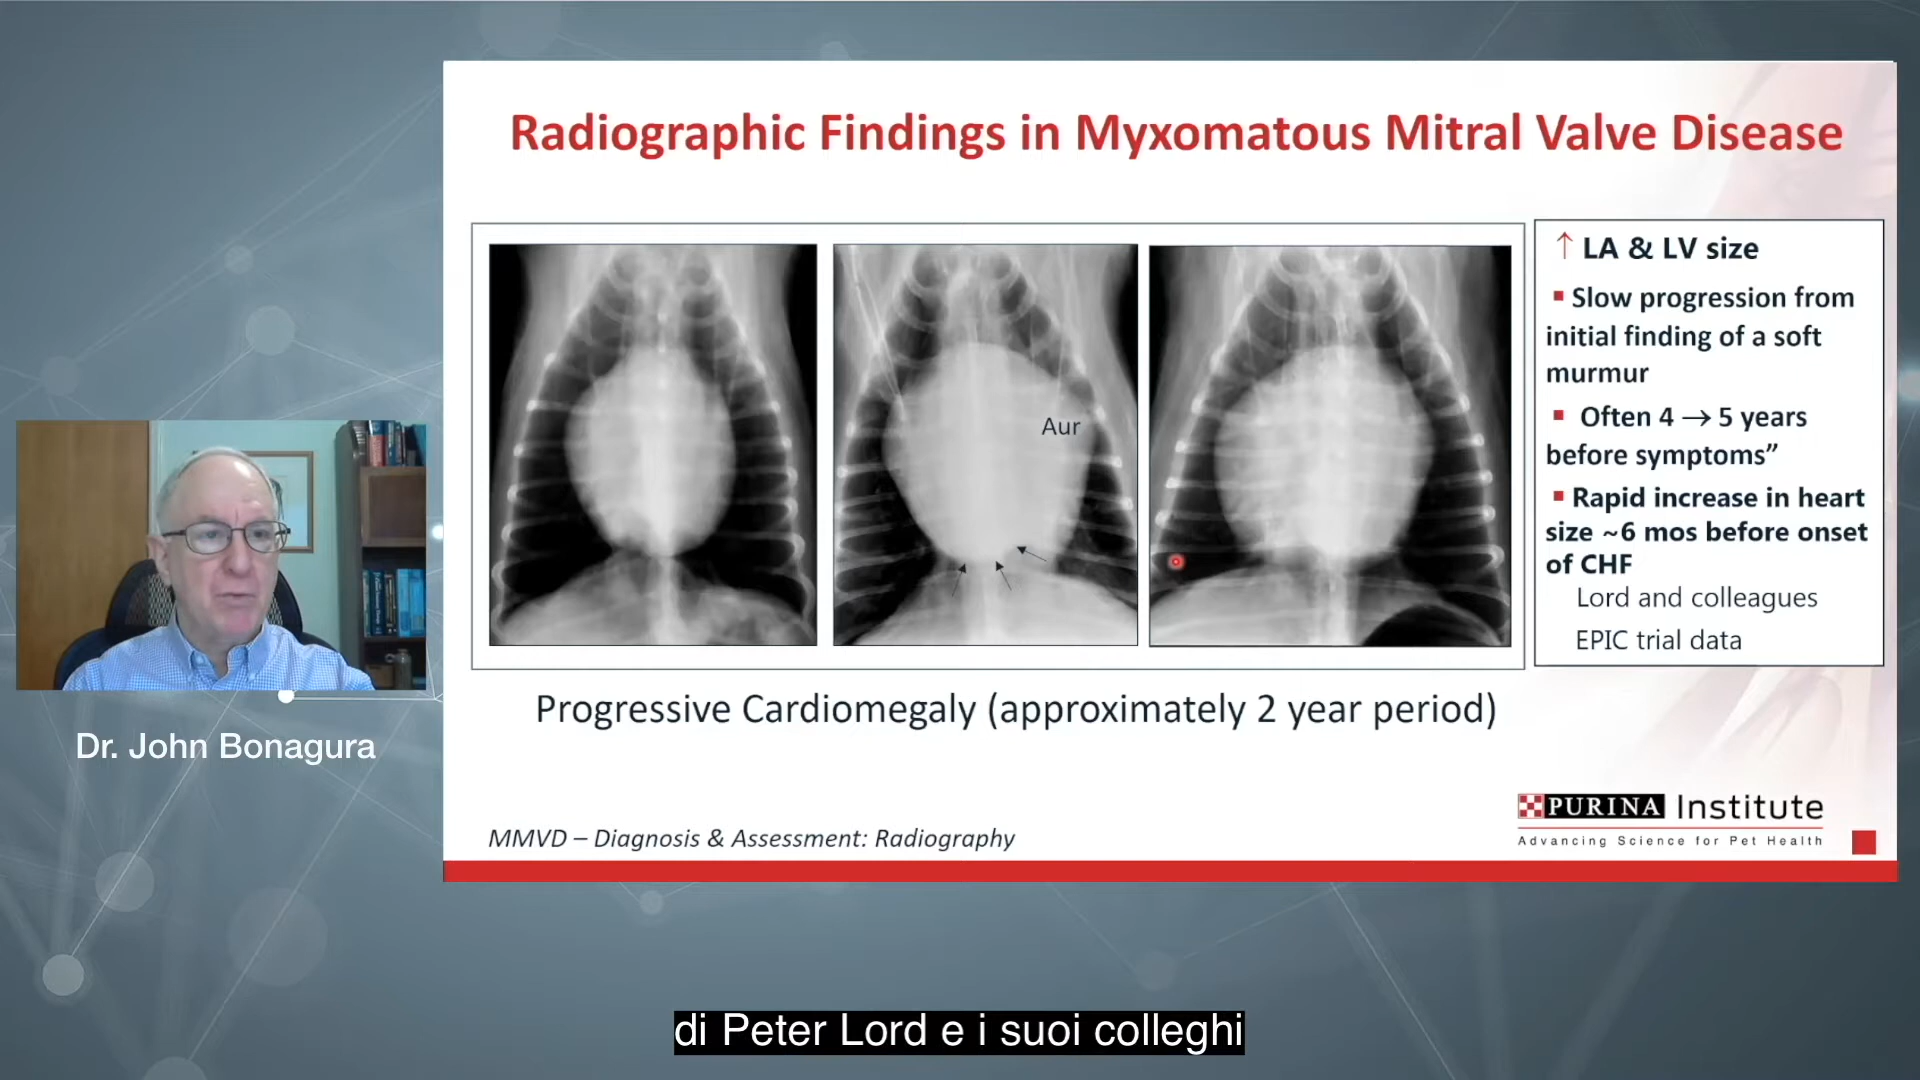 Radiographic Findings in Myxomatous Mitral Valve Disease
Aur
↑ LA & LV size
▪ Slow progression from
initial finding of a soft
murmur
▪ Often 4 → 5 years
before symptoms”
▪ Rapid increase in heart
size ~6 mos before onset
of CHF
Lord and colleagues
EPIC trial data
Progressive Cardiomegaly (approximately 2 year period)
Dr. John Bonagura
PURINA Institute
Advancing Science for Pet Health
MMVD – Diagnosis & Assessment: Radiography
di Peter Lord e i suoi colleghi